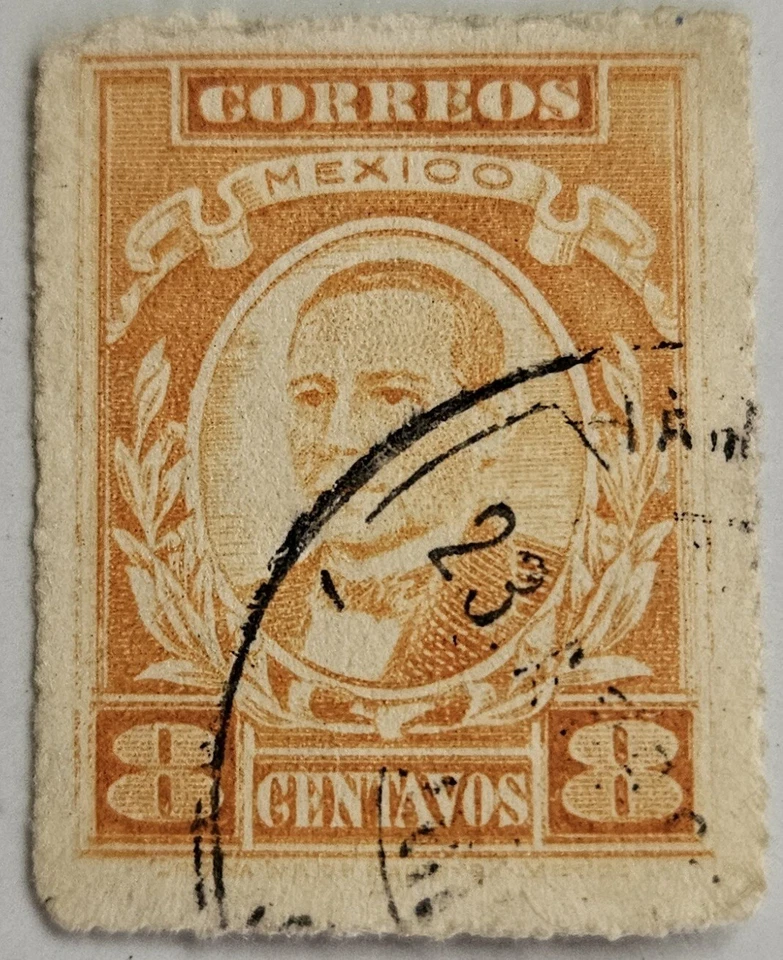 CORREOS
MEXICO
23
8 CENTAVOS 8